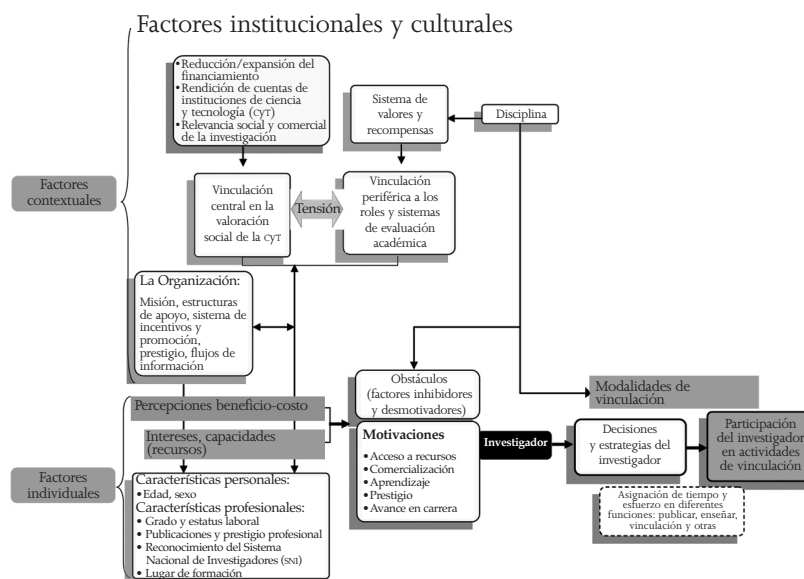 Factores institucionales y culturales
•Reducción/expansión del
financiamiento
•Rendición de cuentas de
instituciones de ciencia
y tecnología (CyT)
•Relevancia social y comercial
de la investigación
Sistema de
valores y
recompensas
Disciplina
Factores
contextuales
Vinculación
central en la
valoración
social de la CyT
Tensión
Vinculación
periférica a los
roles y sistemas
de evaluación
académica
La Organización:
Misión, estructuras
de apoyo, sistema de
incentivos y
promoción,
prestigio, flujos de
información
Obstáculos
(factores inhibidores
y desmotivadores)
Modalidades de
vinculación
Percepciones beneficio-costo
Intereses, capacidades
(recursos)
Motivaciones
•Acceso a recursos
•Comercialización
•Aprendizaje
•Prestigio
•Avance en carrera
Investigador
Decisiones
y estrategias del
investigador
Participación
del investigador
en actividades
de vinculación
Factores
individuales
Características personales:
•Edad, sexo
Características profesionales:
• Grado y estatus laboral
• Publicaciones y prestigio profesional
• Reconocimiento del Sistema
Nacional de Investigadores (SNI)
• Lugar de formación
Asignación de tiempo y
esfuerzo en diferentes
funciones: publicar, enseñar,
vinculación y otras